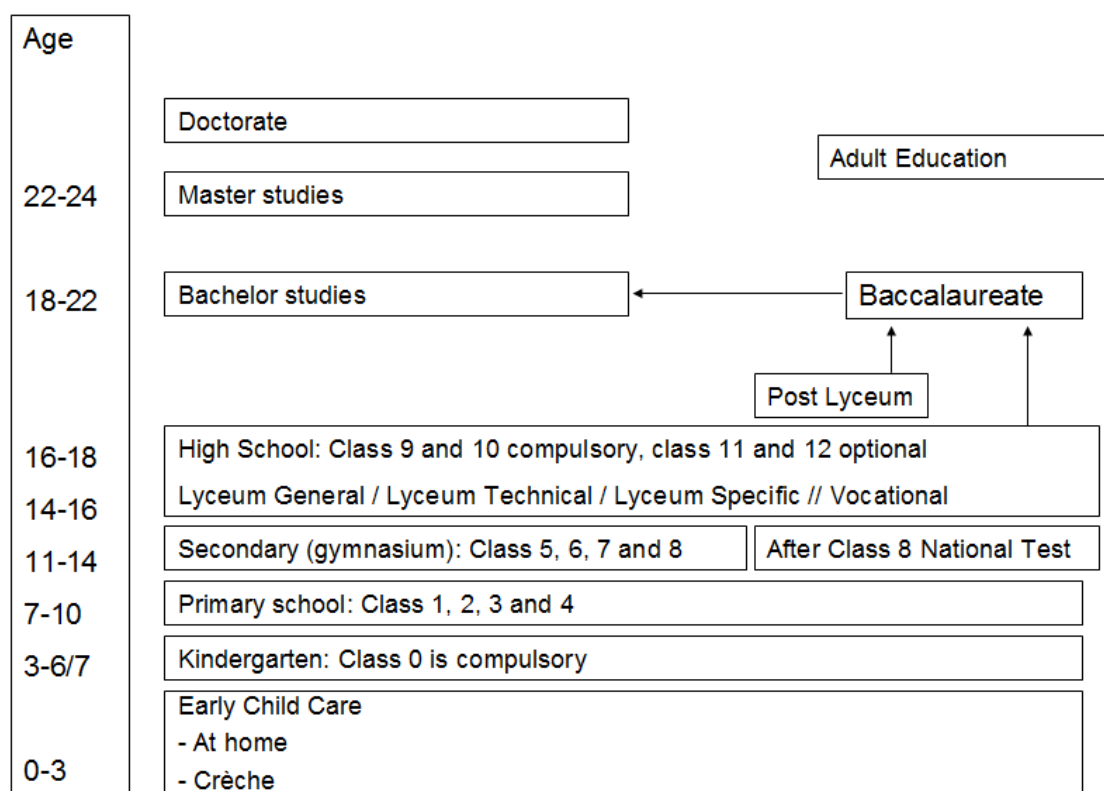 Age
Doctorate
Adult Education
22-24
Master studies
18-22
Bachelor studies
Baccalaureate
Post Lyceum
16-18
High School: Class 9 and 10 compulsory, class 11 and 12 optional
14-16
Lyceum General / Lyceum Technical / Lyceum Specific // Vocational
11-14
Secondary (gymnasium): Class 5, 6, 7 and 8
After Class 8 National Test
7-10
Primary school: Class 1, 2, 3 and 4
3-6/7
Kindergarten: Class 0 is compulsory
Early Child Care
- At home
0-3
- Crèche